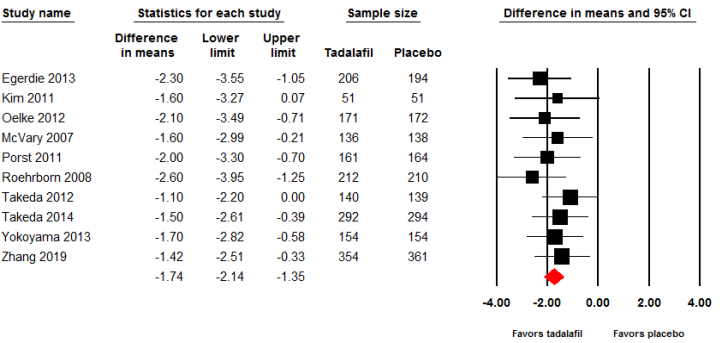 Study name Statistics for each study Sample size Difference in means and 95% CI
Difference in means Lower limit Upper limit Tadalafil Placebo
Egerdie 2013 -2.30 -3.55 -1.05 206 194
Kim 2011 -1.60 -3.27 0.07 51 51
Oelke 2012 -2.10 -3.49 -0.71 171 172
McVary 2007 -1.60 -2.99 -0.21 136 138
Porst 2011 -2.00 -3.30 -0.70 161 164
Roehrborn 2008 -2.60 -3.95 -1.25 212 210
Takeda 2012 -1.10 -2.20 0.00 140 139
Takeda 2014 -1.50 -2.61 -0.39 292 294
Yokoyama 2013 -1.70 -2.82 -0.58 154 154
Zhang 2019 -1.42 -2.51 -0.33 354 361
-1.74 -2.14 -1.35
-4.00 -2.00 0.00 2.00 4.00
Favors tadalafil Favors placebo